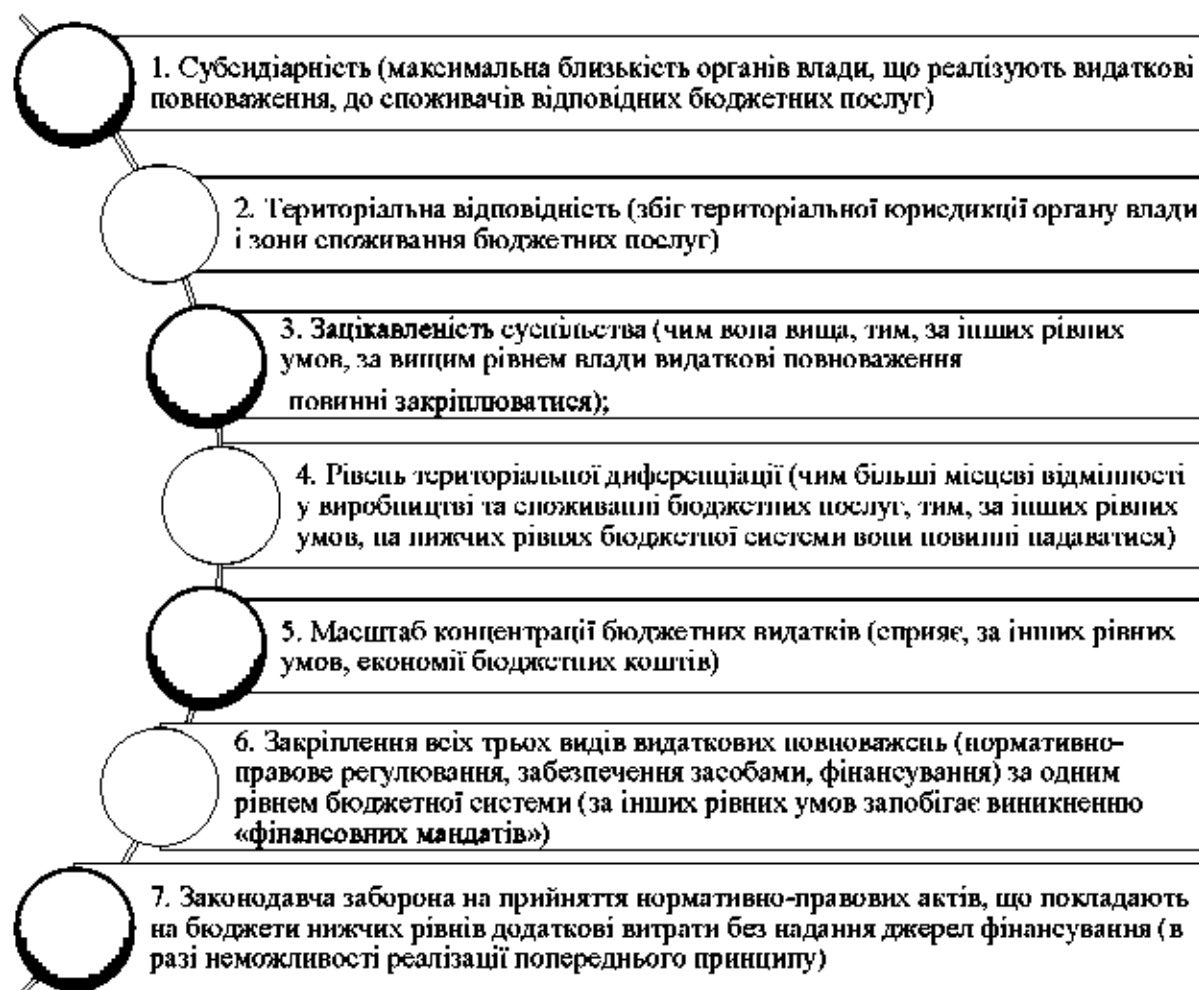 1. Субсидіарність (максимальна близькість органів влади, що реалізують видаткові
повноваження, до споживачів відповідних бюджетних послуг)
2. Територіальна відповідність (збіг територіальної юрисдикції органу влади
і зони споживання бюджетних послуг)
3. Зацікавленість суспільства (чим вона вища, тим, за інших рівних
умов, за вищим рівнем влади видаткові повноваження
повинні закріплюватися);
4. Рівень територіальної диференціації (чим більші місцеві відмінності
у виробництві та споживанні бюджетних послуг, тим, за інших рівних
умов, на нижчих рівнях бюджетної системи вони повинні надаватися)
5. Масштаб концентрації бюджетних видатків (сприяє, за інших рівних
умов, економії бюджетних коштів)
6. Закріплення всіх трьох видів видаткових повноважень (нормативно-
правове регулювання, забезпечення засобами, фінансування) за одним
рівнем бюджетної системи (за інших рівних умов запобігає виникненню
«фінансовних мандатів»)
7. Законодавча заборона на прийняття нормативно-правових актів, що покладають
на бюджети нижчих рівнів додаткові витрати без надання джерел фінансування (в
разі неможливості реалізації попереднього принципу)